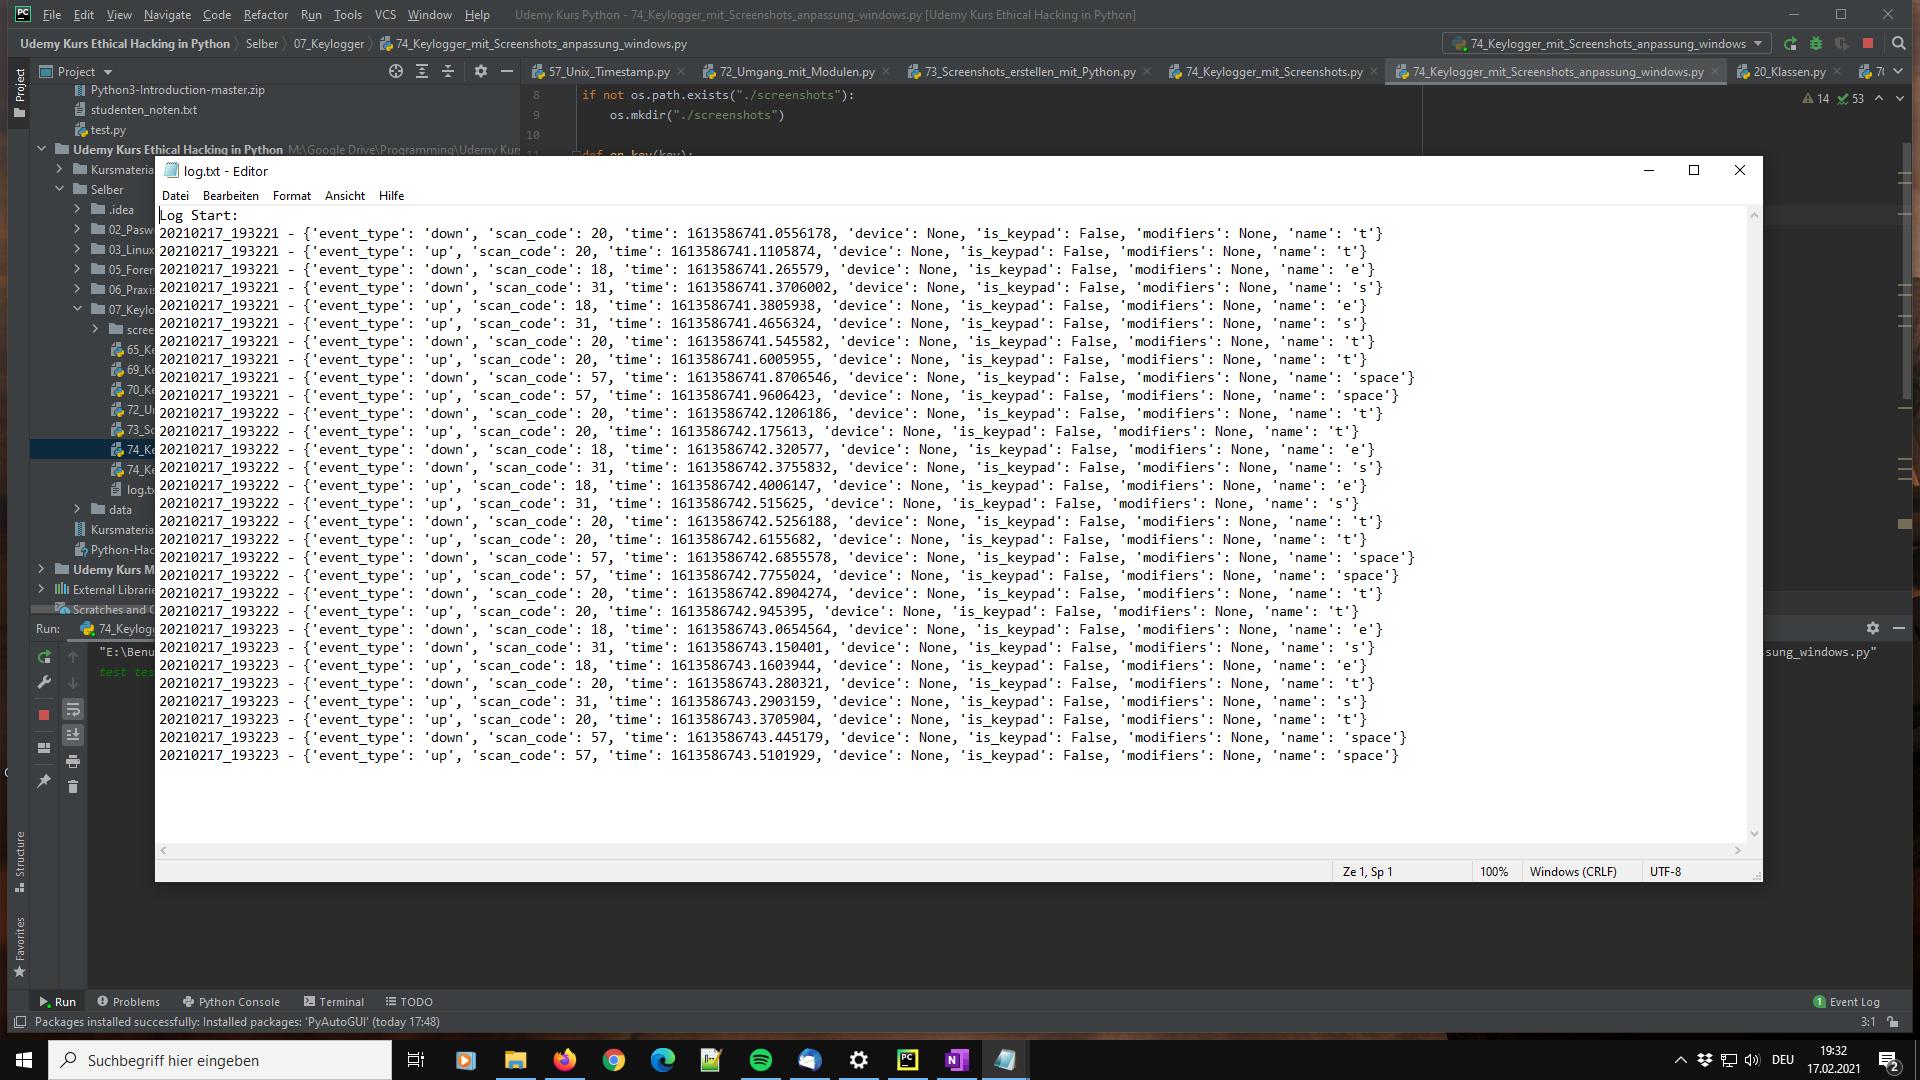 File Edit View Navigate Code Refactor Run Tools VCS Window Help Udemy Kurs Python - 74_Keylogger_mit_Screenshots_anpassung_windows.py [Udemy Kurs Ethical Hacking in Python]
Udemy Kurs Ethical Hacking in Python Selber 07_Keylogger 74_Keylogger_mit_Screenshots_anpassung_windows.py 74_Keylogger_mit_Screenshots_anpassung_windows
Project 57_Unix_Timestamp.py 72_Umgang_mit_Modulen.py 73_Screenshots_erstellen_mit_Python.py 74_Keylogger_mit_Screenshots.py 74_Keylogger_mit_Screenshots_anpassung_windows.py 20_Klassen.py
Project
Python3-Introduction-master.zip
studenten_noten.txt
test.py
Udemy Kurs Ethical Hacking in Python M:\Google Drive\Programming\Udemy Kur
Kursmateria
Selber
.idea
02_Pasw
03_Linux
05_Foren
06_Praxis
07_Keylo
scree
65_Ke
69_Ke
70_Ke
72_Ur
73_Sc
74_Ke
74_Ke
log.tx
data
Kursmateria
Python-Hac
Udemy Kurs M
External Librarie
Scratches and C
8 if not os.path.exists("./screenshots"):
9 os.mkdir("./screenshots")
10
11 def on_key(key):
14 53
log.txt - Editor
Datei Bearbeiten Format Ansicht Hilfe
Log Start:
20210217_193221 - {'event_type': 'down', 'scan_code': 20, 'time': 1613586741.0556178, 'device': None, 'is_keypad': False, 'modifiers': None, 'name': 't'}
20210217_193221 - {'event_type': 'up', 'scan_code': 20, 'time': 1613586741.1105874, 'device': None, 'is_keypad': False, 'modifiers': None, 'name': 't'}
20210217_193221 - {'event_type': 'down', 'scan_code': 18, 'time': 1613586741.265579, 'device': None, 'is_keypad': False, 'modifiers': None, 'name': 'e'}
20210217_193221 - {'event_type': 'down', 'scan_code': 31, 'time': 1613586741.3706002, 'device': None, 'is_keypad': False, 'modifiers': None, 'name': 's'}
20210217_193221 - {'event_type': 'up', 'scan_code': 18, 'time': 1613586741.3805938, 'device': None, 'is_keypad': False, 'modifiers': None, 'name': 'e'}
20210217_193221 - {'event_type': 'up', 'scan_code': 31, 'time': 1613586741.4656324, 'device': None, 'is_keypad': False, 'modifiers': None, 'name': 's'}
20210217_193221 - {'event_type': 'down', 'scan_code': 20, 'time': 1613586741.545582, 'device': None, 'is_keypad': False, 'modifiers': None, 'name': 't'}
20210217_193221 - {'event_type': 'up', 'scan_code': 20, 'time': 1613586741.6005955, 'device': None, 'is_keypad': False, 'modifiers': None, 'name': 't'}
20210217_193221 - {'event_type': 'down', 'scan_code': 57, 'time': 1613586741.8706546, 'device': None, 'is_keypad': False, 'modifiers': None, 'name': 'space'}
20210217_193221 - {'event_type': 'up', 'scan_code': 57, 'time': 1613586741.9606423, 'device': None, 'is_keypad': False, 'modifiers': None, 'name': 'space'}
20210217_193222 - {'event_type': 'down', 'scan_code': 20, 'time': 1613586742.1206186, 'device': None, 'is_keypad': False, 'modifiers': None, 'name': 't'}
20210217_193222 - {'event_type': 'up', 'scan_code': 20, 'time': 1613586742.175613, 'device': None, 'is_keypad': False, 'modifiers': None, 'name': 't'}
20210217_193222 - {'event_type': 'down', 'scan_code': 18, 'time': 1613586742.320577, 'device': None, 'is_keypad': False, 'modifiers': None, 'name': 'e'}
20210217_193222 - {'event_type': 'down', 'scan_code': 31, 'time': 1613586742.3755832, 'device': None, 'is_keypad': False, 'modifiers': None, 'name': 's'}
20210217_193222 - {'event_type': 'up', 'scan_code': 18, 'time': 1613586742.4006147, 'device': None, 'is_keypad': False, 'modifiers': None, 'name': 'e'}
20210217_193222 - {'event_type': 'up', 'scan_code': 31, 'time': 1613586742.515625, 'device': None, 'is_keypad': False, 'modifiers': None, 'name': 's'}
20210217_193222 - {'event_type': 'down', 'scan_code': 20, 'time': 1613586742.5256188, 'device': None, 'is_keypad': False, 'modifiers': None, 'name': 't'}
20210217_193222 - {'event_type': 'up', 'scan_code': 20, 'time': 1613586742.6155682, 'device': None, 'is_keypad': False, 'modifiers': None, 'name': 't'}
20210217_193222 - {'event_type': 'down', 'scan_code': 57, 'time': 1613586742.6855578, 'device': None, 'is_keypad': False, 'modifiers': None, 'name': 'space'}
20210217_193222 - {'event_type': 'up', 'scan_code': 57, 'time': 1613586742.7755024, 'device': None, 'is_keypad': False, 'modifiers': None, 'name': 'space'}
20210217_193222 - {'event_type': 'down', 'scan_code': 20, 'time': 1613586742.8904274, 'device': None, 'is_keypad': False, 'modifiers': None, 'name': 't'}
20210217_193222 - {'event_type': 'up', 'scan_code': 20, 'time': 1613586742.945395, 'device': None, 'is_keypad': False, 'modifiers': None, 'name': 't'}
20210217_193223 - {'event_type': 'down', 'scan_code': 18, 'time': 1613586743.0654564, 'device': None, 'is_keypad': False, 'modifiers': None, 'name': 'e'}
20210217_193223 - {'event_type': 'down', 'scan_code': 31, 'time': 1613586743.150401, 'device': None, 'is_keypad': False, 'modifiers': None, 'name': 's'}
20210217_193223 - {'event_type': 'up', 'scan_code': 18, 'time': 1613586743.1603944, 'device': None, 'is_keypad': False, 'modifiers': None, 'name': 'e'}
20210217_193223 - {'event_type': 'down', 'scan_code': 20, 'time': 1613586743.280321, 'device': None, 'is_keypad': False, 'modifiers': None, 'name': 't'}
20210217_193223 - {'event_type': 'up', 'scan_code': 31, 'time': 1613586743.2903159, 'device': None, 'is_keypad': False, 'modifiers': None, 'name': 's'}
20210217_193223 - {'event_type': 'up', 'scan_code': 20, 'time': 1613586743.3705904, 'device': None, 'is_keypad': False, 'modifiers': None, 'name': 't'}
20210217_193223 - {'event_type': 'down', 'scan_code': 57, 'time': 1613586743.445179, 'device': None, 'is_keypad': False, 'modifiers': None, 'name': 'space'}
20210217_193223 - {'event_type': 'up', 'scan_code': 57, 'time': 1613586743.5101929, 'device': None, 'is_keypad': False, 'modifiers': None, 'name': 'space'}
Ze 1, Sp 1 100% Windows (CRLF) UTF-8
Run: 74_Keylogg
"E:\Benu
sung_windows.py"
test tes
Structure
Favorites
Run Problems Python Console Terminal TODO 1 Event Log
Packages installed successfully: Installed packages: 'PyAutoGUI' (today 17:48) 3:1
Suchbegriff hier eingeben DEU 19:32
17.02.2021 2